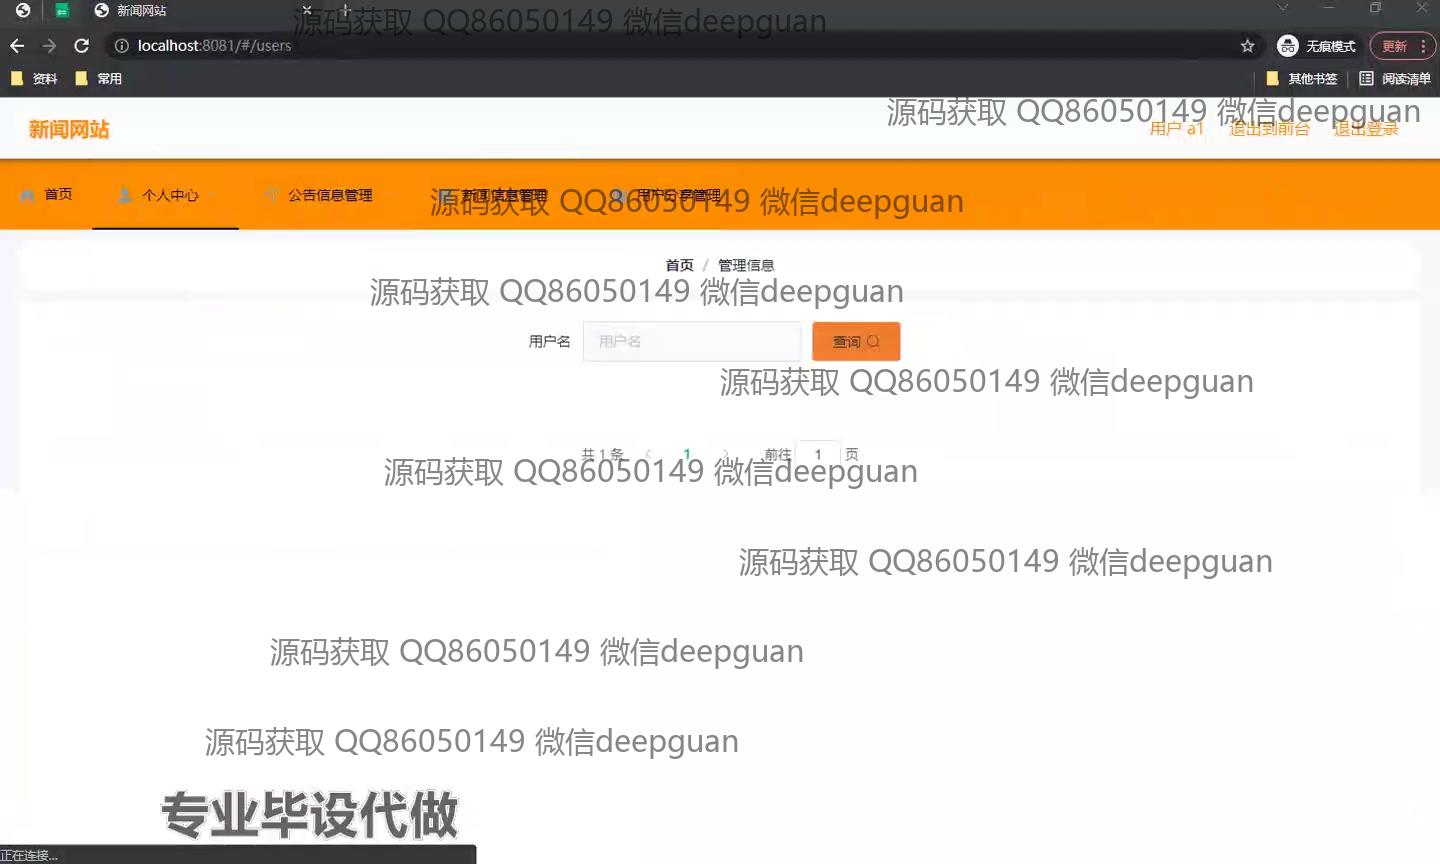 新闻网站
源码获取 QQ86050149 微信deepguan
localhost:8081/#/users
无痕模式
更新
资料
常用
其他书签
阅读清单
源码获取 QQ86050149 微信deepguan
新闻网站
用户 a1
退出到前台
退出登录
首页
个人中心
公告信息管理
新闻信息管理
用户分享管理
源码获取 QQ86050149 微信deepguan
首页 / 管理信息
源码获取 QQ86050149 微信deepguan
用户名
用户名
查询
源码获取 QQ86050149 微信deepguan
共 1 条
1
前往
1
页
源码获取 QQ86050149 微信deepguan
源码获取 QQ86050149 微信deepguan
源码获取 QQ86050149 微信deepguan
源码获取 QQ86050149 微信deepguan
专业毕设代做
正在连接...